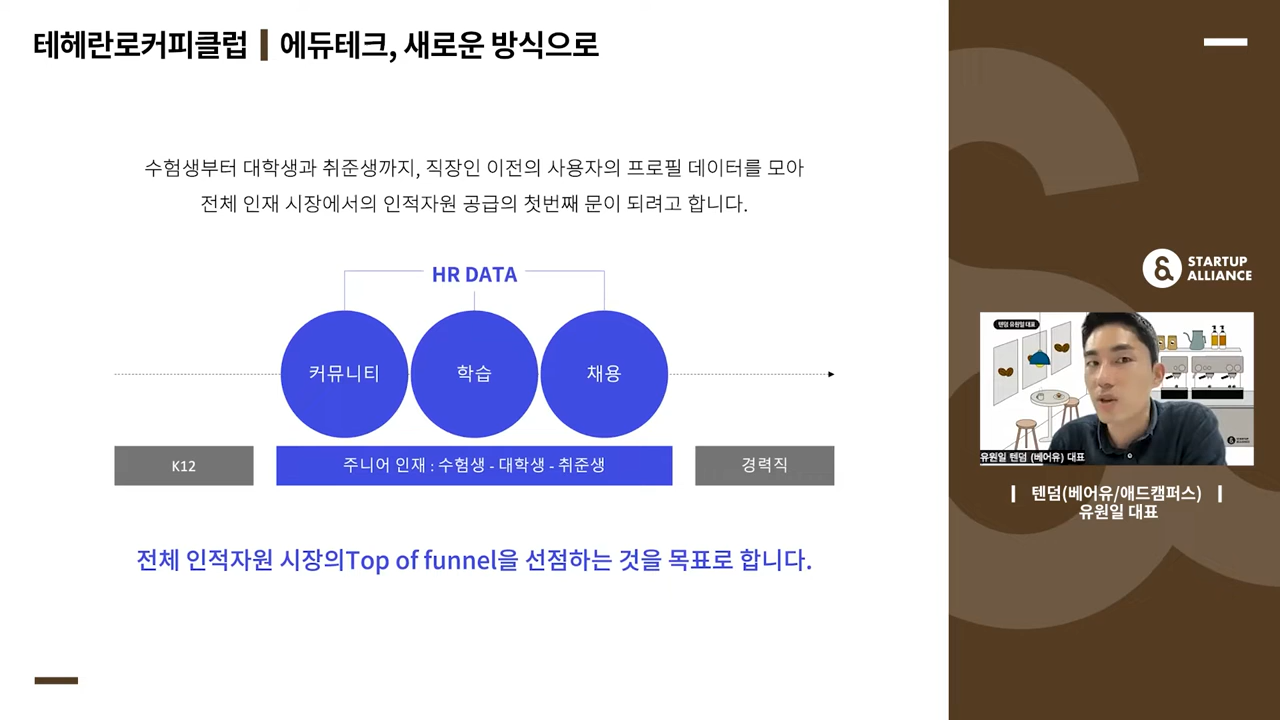 테헤란로커피클럽 | 에듀테크, 새로운 방식으로
수험생부터 대학생과 취준생까지, 직장인 이전의 사용자의 프로필 데이터를 모아
전체 인재 시장에서의 인적자원 공급의 첫번째 문이 되려고 합니다.
HR DATA
커뮤니티
학습
채용
K12
주니어 인재 : 수험생 - 대학생 - 취준생
경력직
전체 인적자원 시장의Top of funnel을 선점하는 것을 목표로 합니다.
STARTUP
ALLIANCE
텐덤 유원일 대표
유원일 텐덤 (베어유) 대표
| 텐덤(베어유/애드캠퍼스) |
유원일 대표